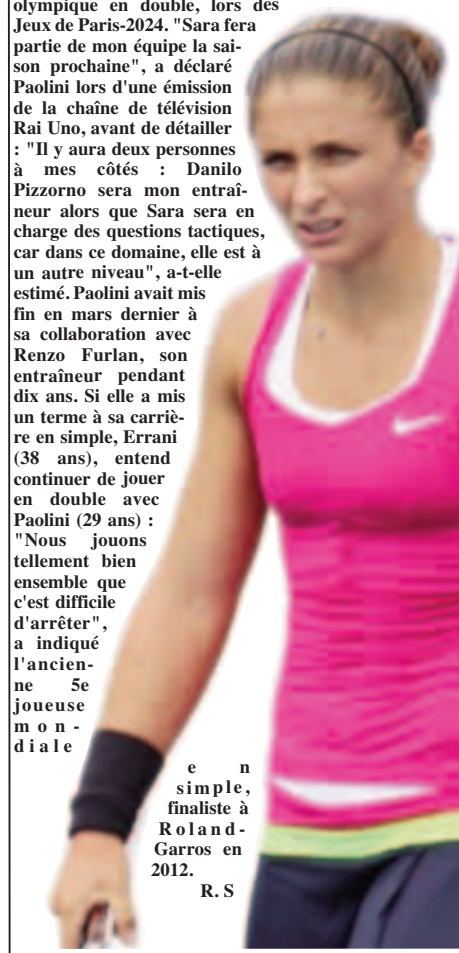 olympique en double, lors des
Jeux de Paris-2024. "Sara fera
partie de mon équipe la sai-
son prochaine", a déclaré
Paolini lors d'une émission
de la chaîne de télévision
Rai Uno, avant de détailler
: "Il y aura deux personnes
à mes côtés : Danilo
Pizzorno sera mon entraî-
neur alors que Sara sera en
charge des questions tactiques,
car dans ce domaine, elle est à
un autre niveau", a-t-elle
estimé. Paolini avait mis
fin en mars dernier à
sa collaboration avec
Renzo Furlan, son
entraîneur pendant
dix ans. Si elle a mis
un terme à sa carriè-
re en simple, Errani
(38 ans), entend
continuer de jouer
en double avec
Paolini (29 ans) :
"Nous jouons
tellement bien
ensemble que
c'est difficile
d'arrêter",
a indiqué
l'ancien-
ne 5e
joueuse
mon-
diale
en
simple,
finaliste à
Roland-
Garros en
2012.
R. S